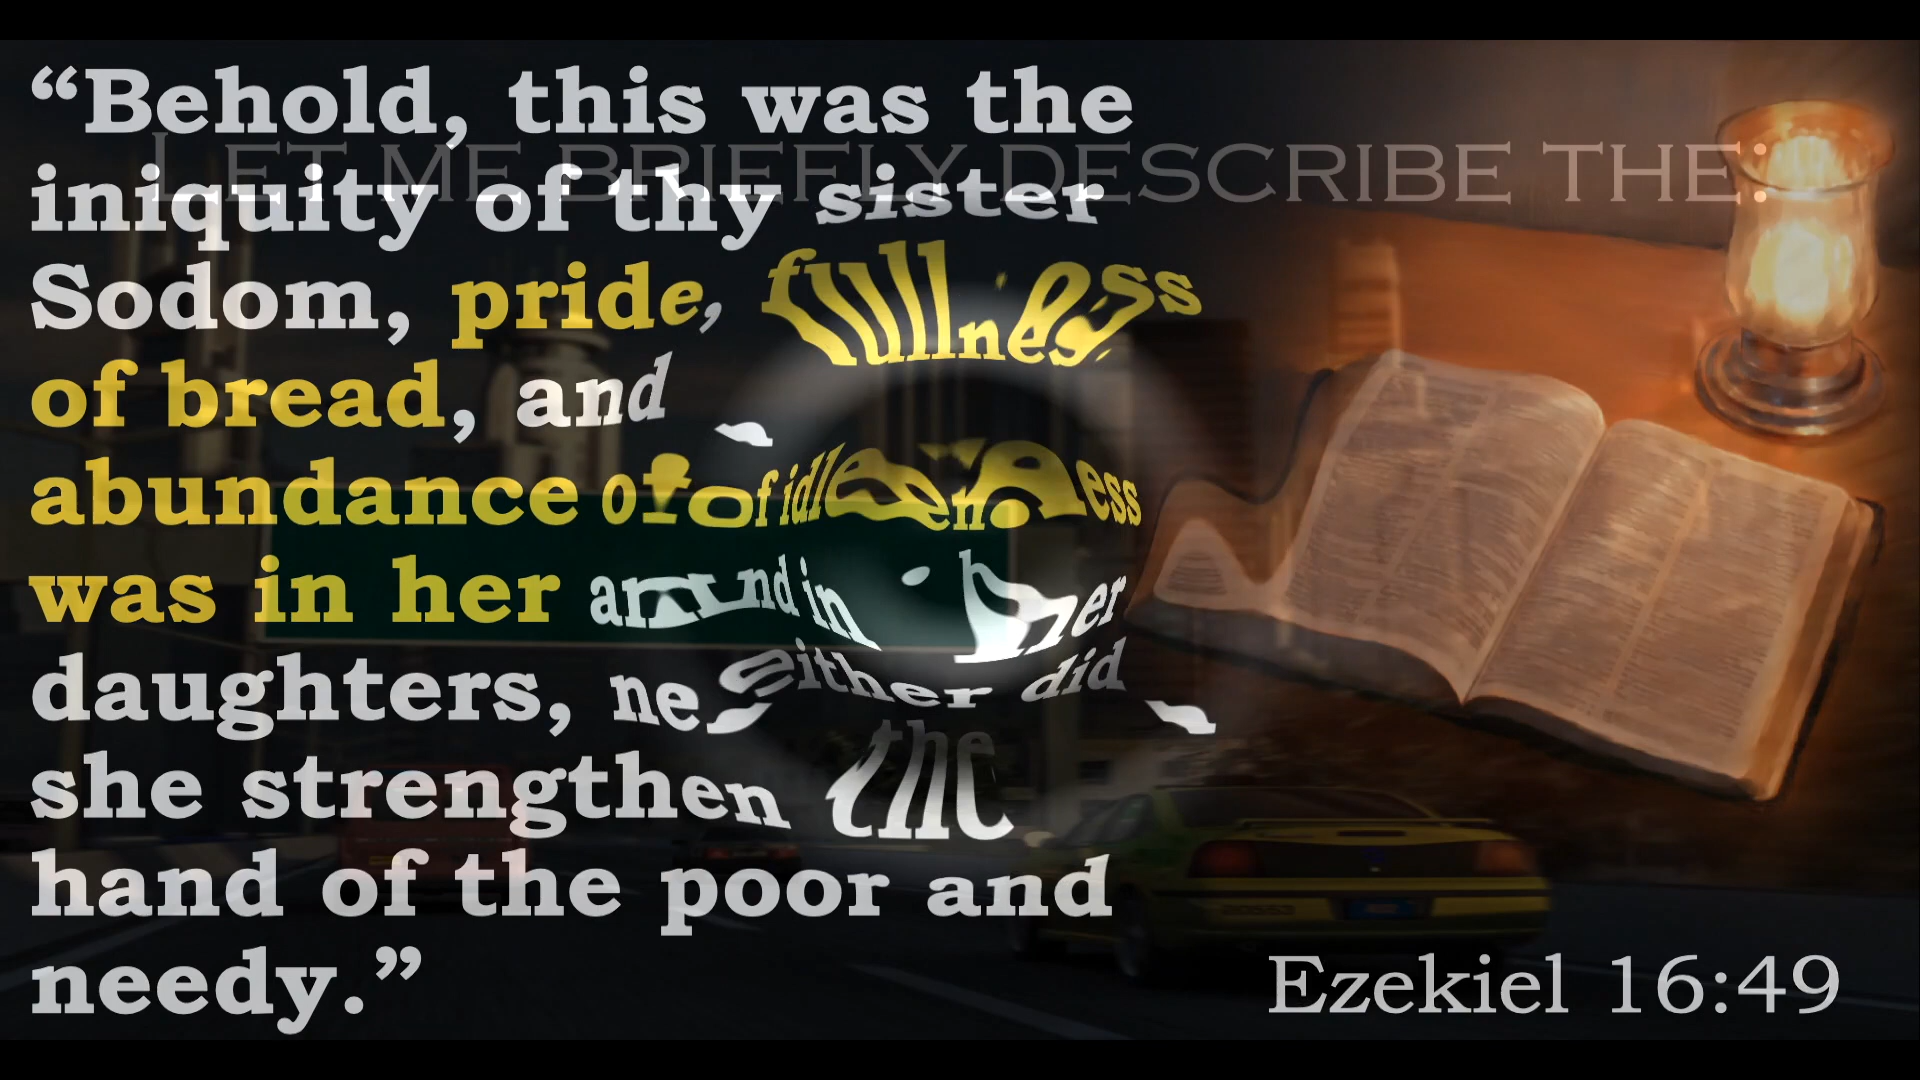 “Behold, this was the
LET ME BRIEFLY DESCRIBE THE:
iniquity of thy sister
Sodom, pride, fullness
of bread, and
abundance of idleness
was in her and in her
daughters, neither did
she strengthen the
hand of the poor and
needy.”
Ezekiel 16:49